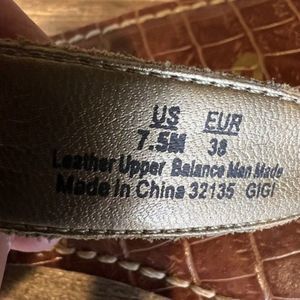 US EUR
7.5M 38
Leather Upper Balance Man Made
Made In China 32135 GIGI